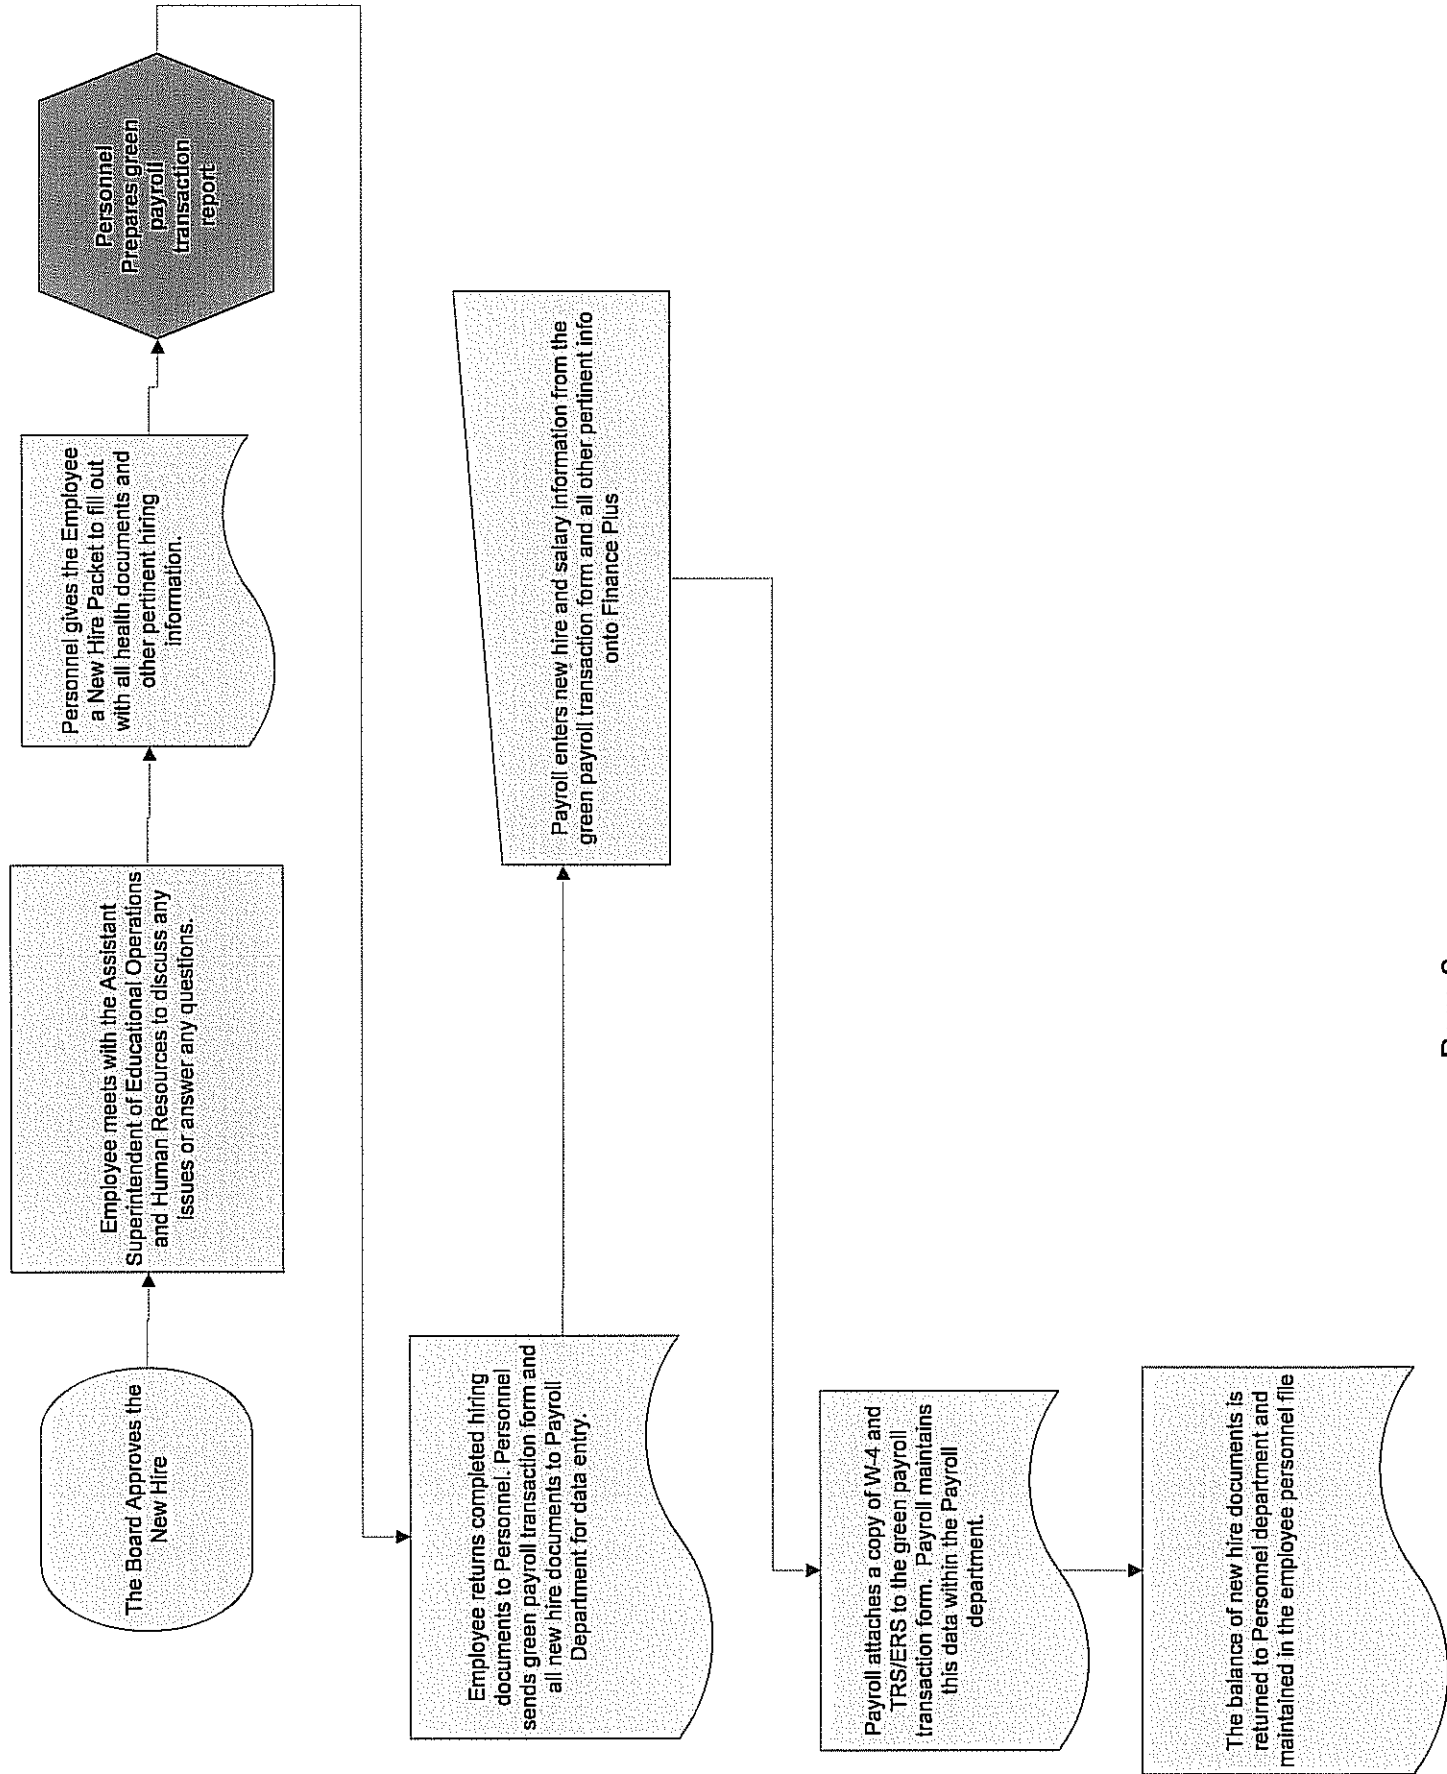 The Board Approves the
New Hire
Employee meets with the Assistant
Superintendent of Educational Operations
and Human Resources to discuss any
Issues or answer any questions.
Personnel gives the Employee
a New Hire Packet to fill out
with all health documents and
other pertinent hiring
information.
Personnel
Prepares green
payroll
transaction
report
Employee returns completed hiring
documents to Personnel. Personnel
sends green payroll transaction form and
all new hire documents to Payroll
Department for data entry.
Payroll enters new hire and salary information from the
green payroll transaction form and all other pertinent info
onto Finance Plus
Payroll attaches a copy of W-4 and
TRS/ERS to the green payroll
transaction form. Payroll maintains
this data within the Payroll
department.
The balance of new hire documents is
returned to Personnel department and
maintained in the employee personnel file